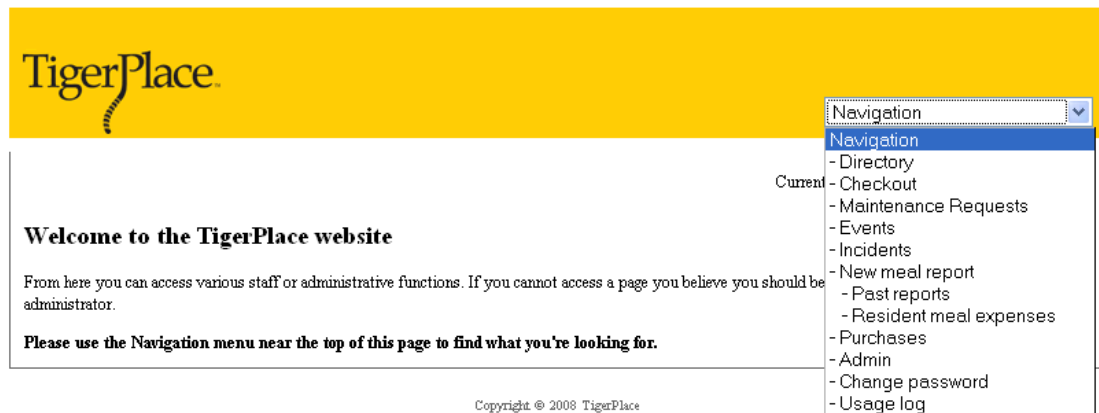 TigerPlace™
Navigation
Navigation
- Directory
Current
- Checkout
- Maintenance Requests
Welcome to the TigerPlace website
- Events
- Incidents
From here you can access various staff or administrative functions. If you cannot access a page you believe you should be
- New meal report
administrator.
- Past reports
- Resident meal expenses
Please use the Navigation menu near the top of this page to find what you're looking for.
- Purchases
- Admin
- Change password
- Usage log
Copyright © 2008 TigerPlace